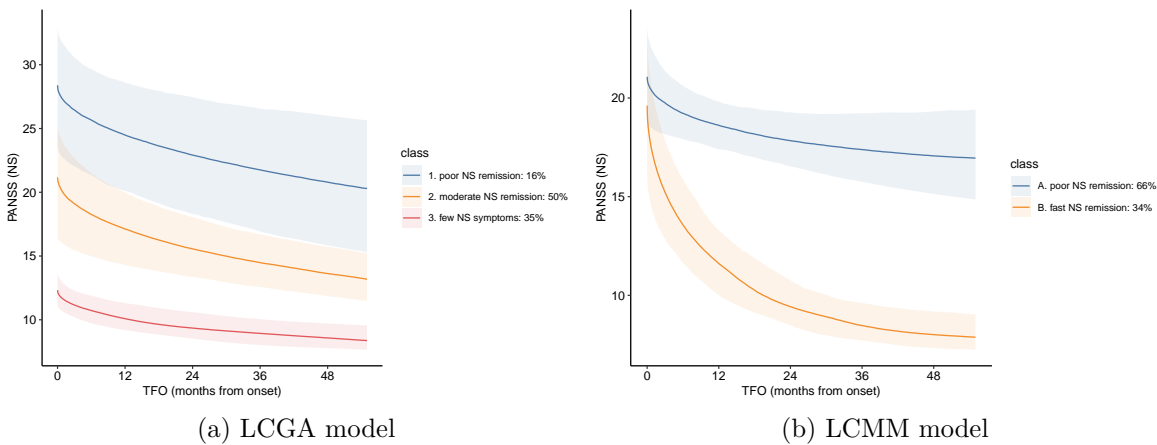 30
25
20
15
10
PANSS (NS)
0 12 24 36 48
TFO (months from onset)
class
1. poor NS remission: 16%
2. moderate NS remission: 50%
3. few NS symptoms: 35%
(a) LCGA model
20
15
10
PANSS (NS)
0 12 24 36 48
TFO (months from onset)
class
A. poor NS remission: 66%
B. fast NS remission: 34%
(b) LCMM model